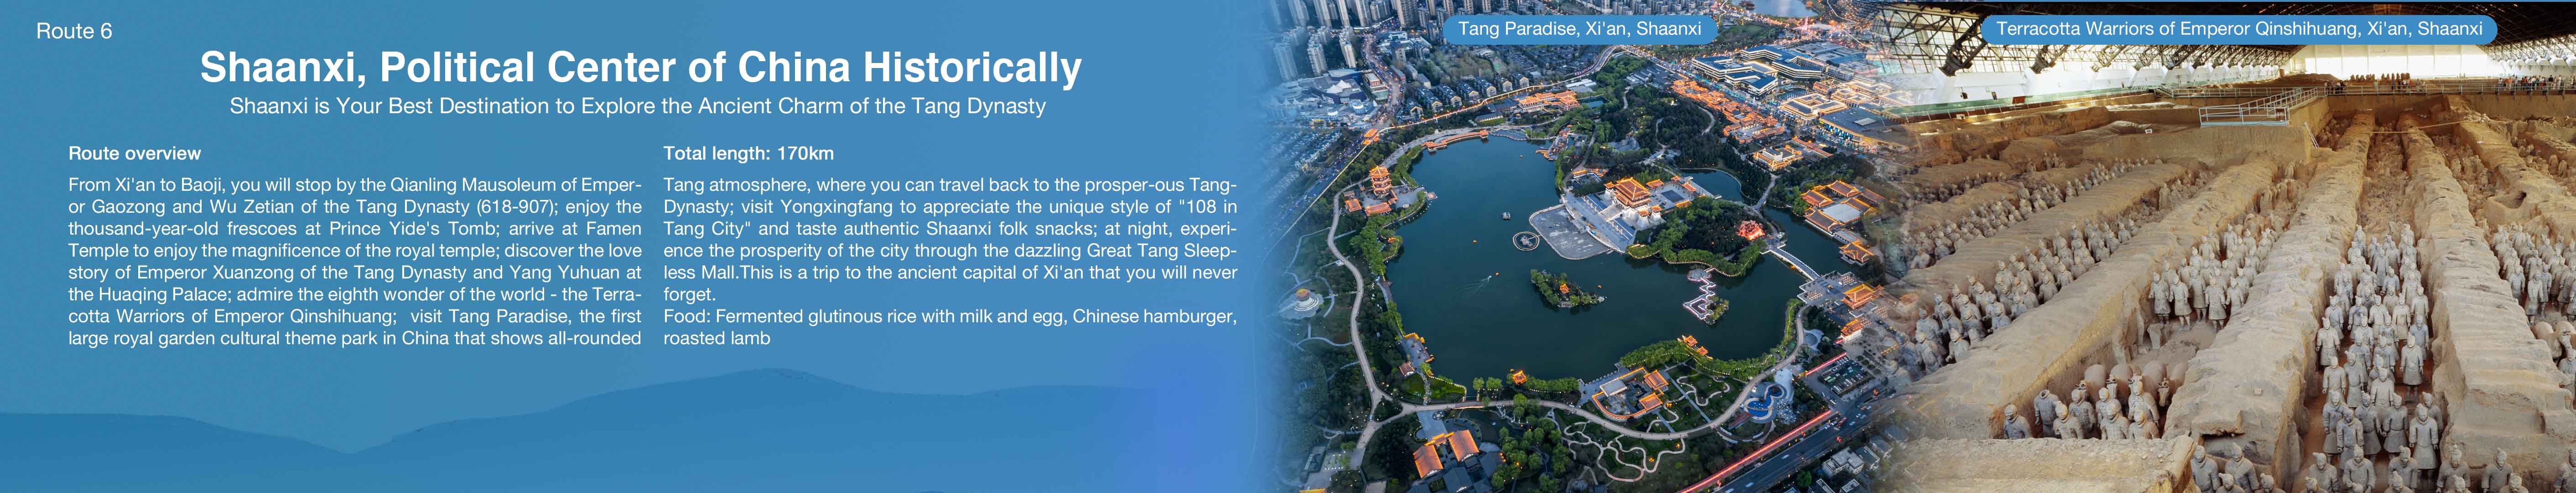 Route 6
Shaanxi, Political Center of China Historically
Shaanxi is Your Best Destination to Explore the Ancient Charm of the Tang Dynasty
Route overview
From Xi'an to Baoji, you will stop by the Qianling Mausoleum of Emper-
or Gaozong and Wu Zetian of the Tang Dynasty (618-907); enjoy the
thousand-year-old frescoes at Prince Yide's Tomb; arrive at Famen
Temple to enjoy the magnificence of the royal temple; discover the love
story of Emperor Xuanzong of the Tang Dynasty and Yang Yuhuan at
the Huaqing Palace; admire the eighth wonder of the world - the Terra-
cotta Warriors of Emperor Qinshihuang;  visit Tang Paradise, the first
large royal garden cultural theme park in China that shows all-rounded
Total length: 170km
Tang atmosphere, where you can travel back to the prosper-ous Tang-
Dynasty; visit Yongxingfang to appreciate the unique style of "108 in
Tang City" and taste authentic Shaanxi folk snacks; at night, experi-
ence the prosperity of the city through the dazzling Great Tang Sleep-
less Mall.This is a trip to the ancient capital of Xi'an that you will never
forget.
Food: Fermented glutinous rice with milk and egg, Chinese hamburger,
roasted lamb
Tang Paradise, Xi'an, Shaanxi
Terracotta Warriors of Emperor Qinshihuang, Xi'an, Shaanxi